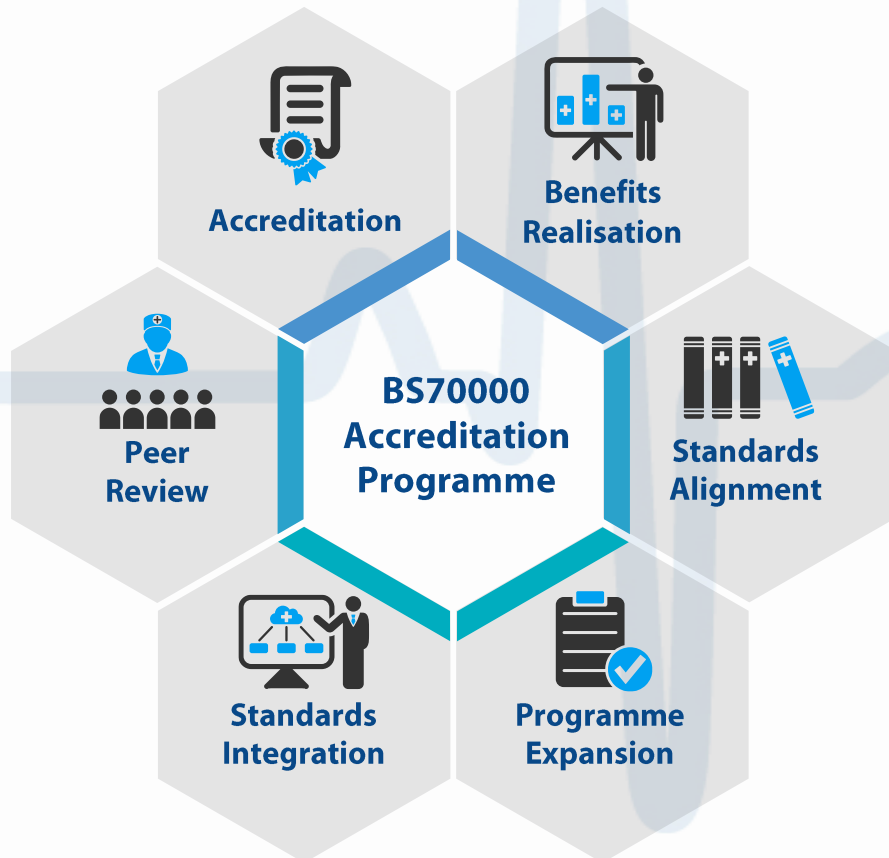 Accreditation
Benefits
Realisation
Peer
Review
BS70000
Accreditation
Programme
Standards
Alignment
Standards
Integration
Programme
Expansion